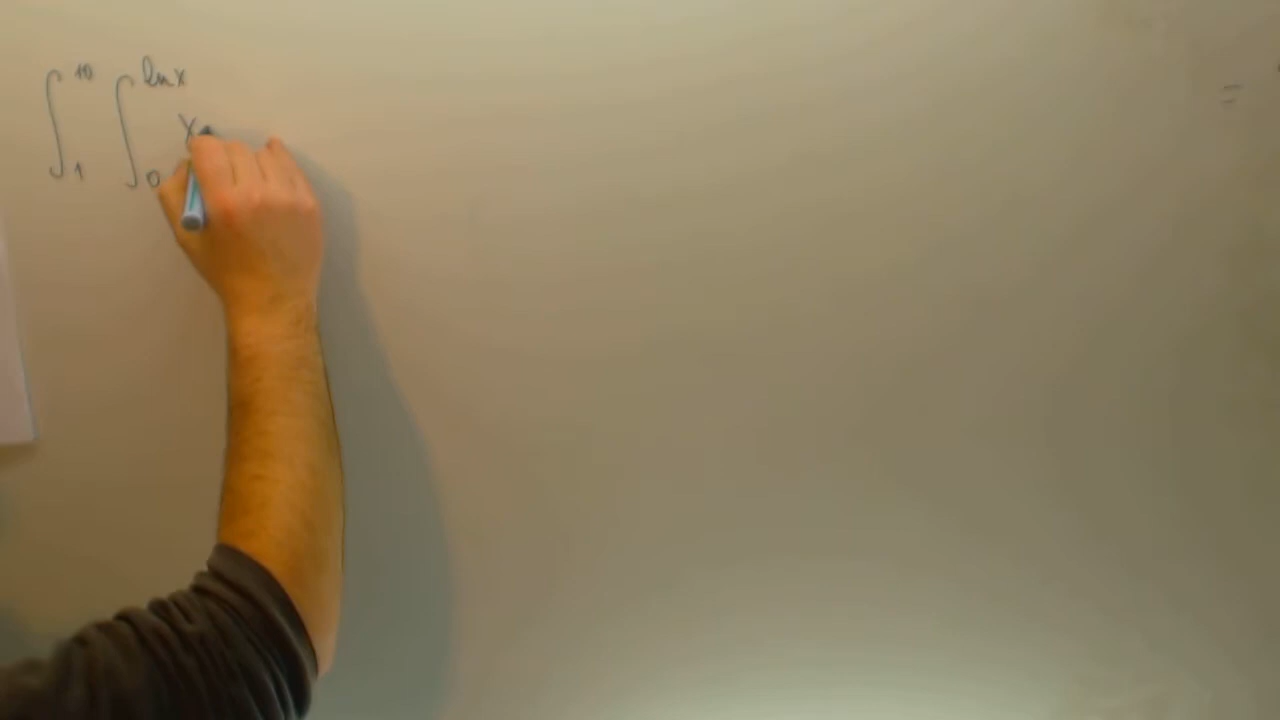 ∫₁¹⁰ ∫₀^{ln x} x =